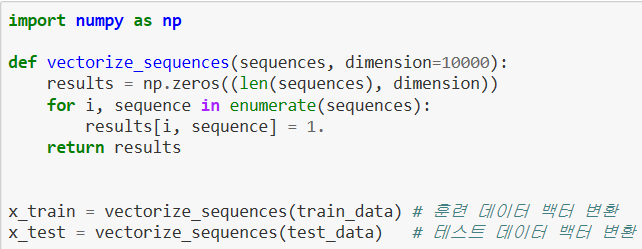 import numpy as np
def vectorize_sequences(sequences, dimension=10000):
    results = np.zeros((len(sequences), dimension))
    for i, sequence in enumerate(sequences):
        results[i, sequence] = 1.
    return results
x_train = vectorize_sequences(train_data) # 훈련 데이터 백터 변환
x_test = vectorize_sequences(test_data)   # 테스트 데이터 백터 변환